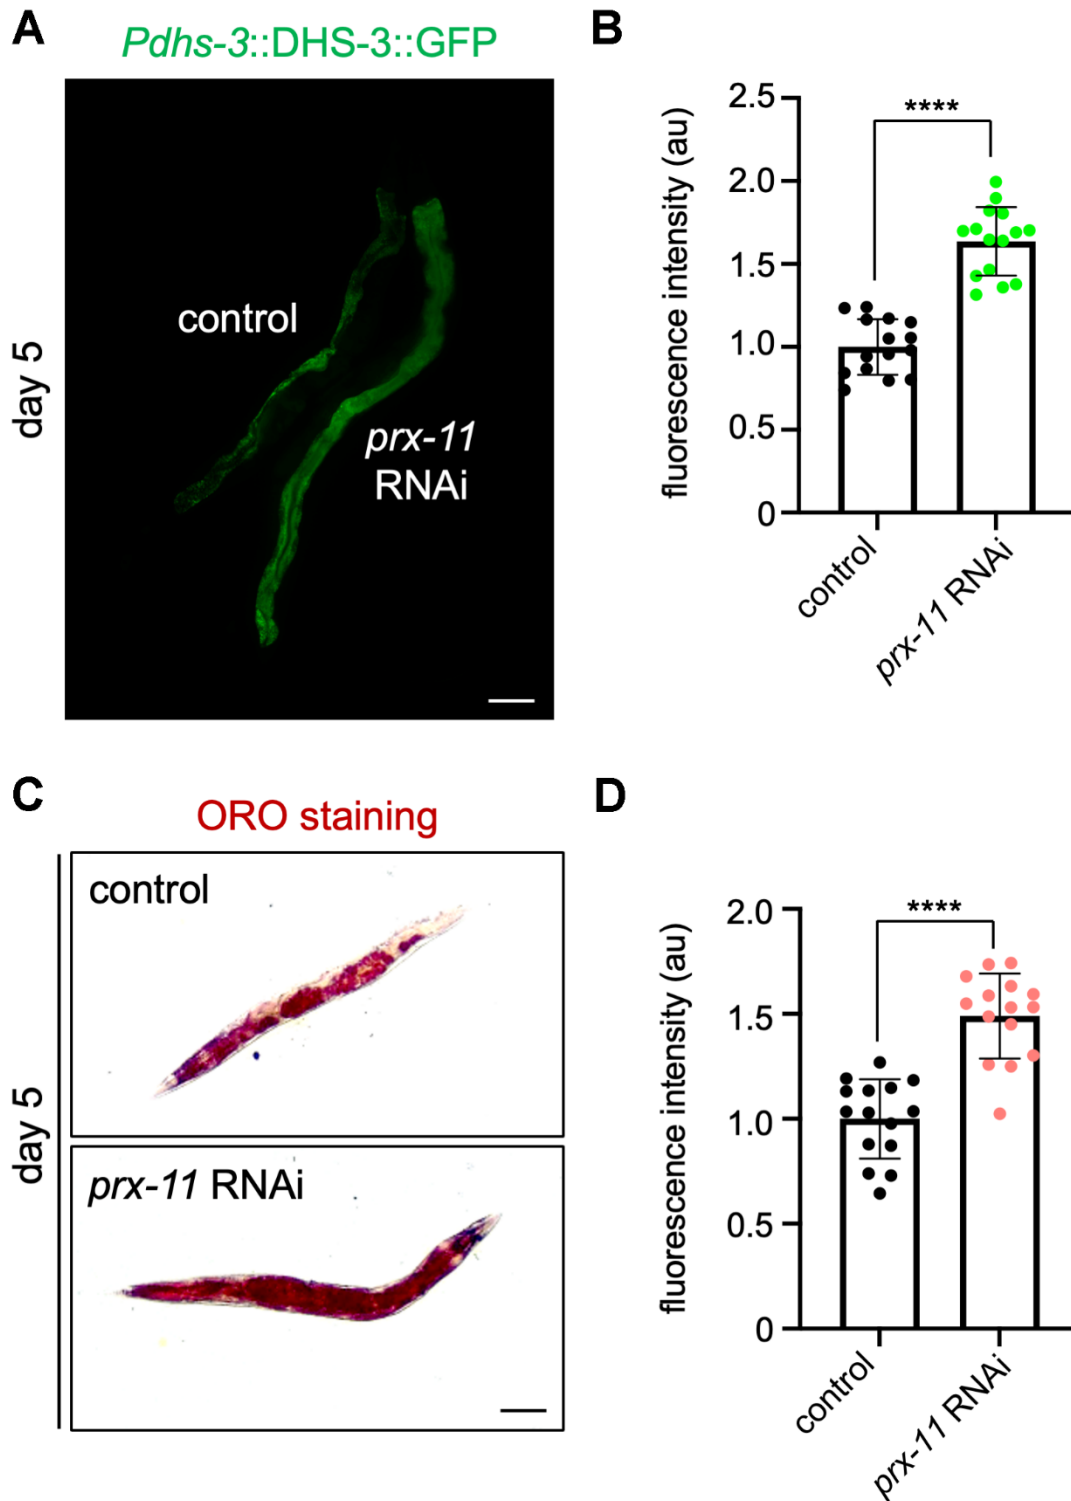 A
Pdhs-3::DHS-3::GFP
day 5
control
prx-11
RNAi
B
fluorescence intensity (au)
2.5
2.0
1.5
1.0
0.5
0
****
control
prx-11 RNAi
C
ORO staining
day 5
control
prx-11 RNAi
D
fluorescence intensity (au)
2.0
1.5
1.0
0.5
0
****
control
prx-11 RNAi